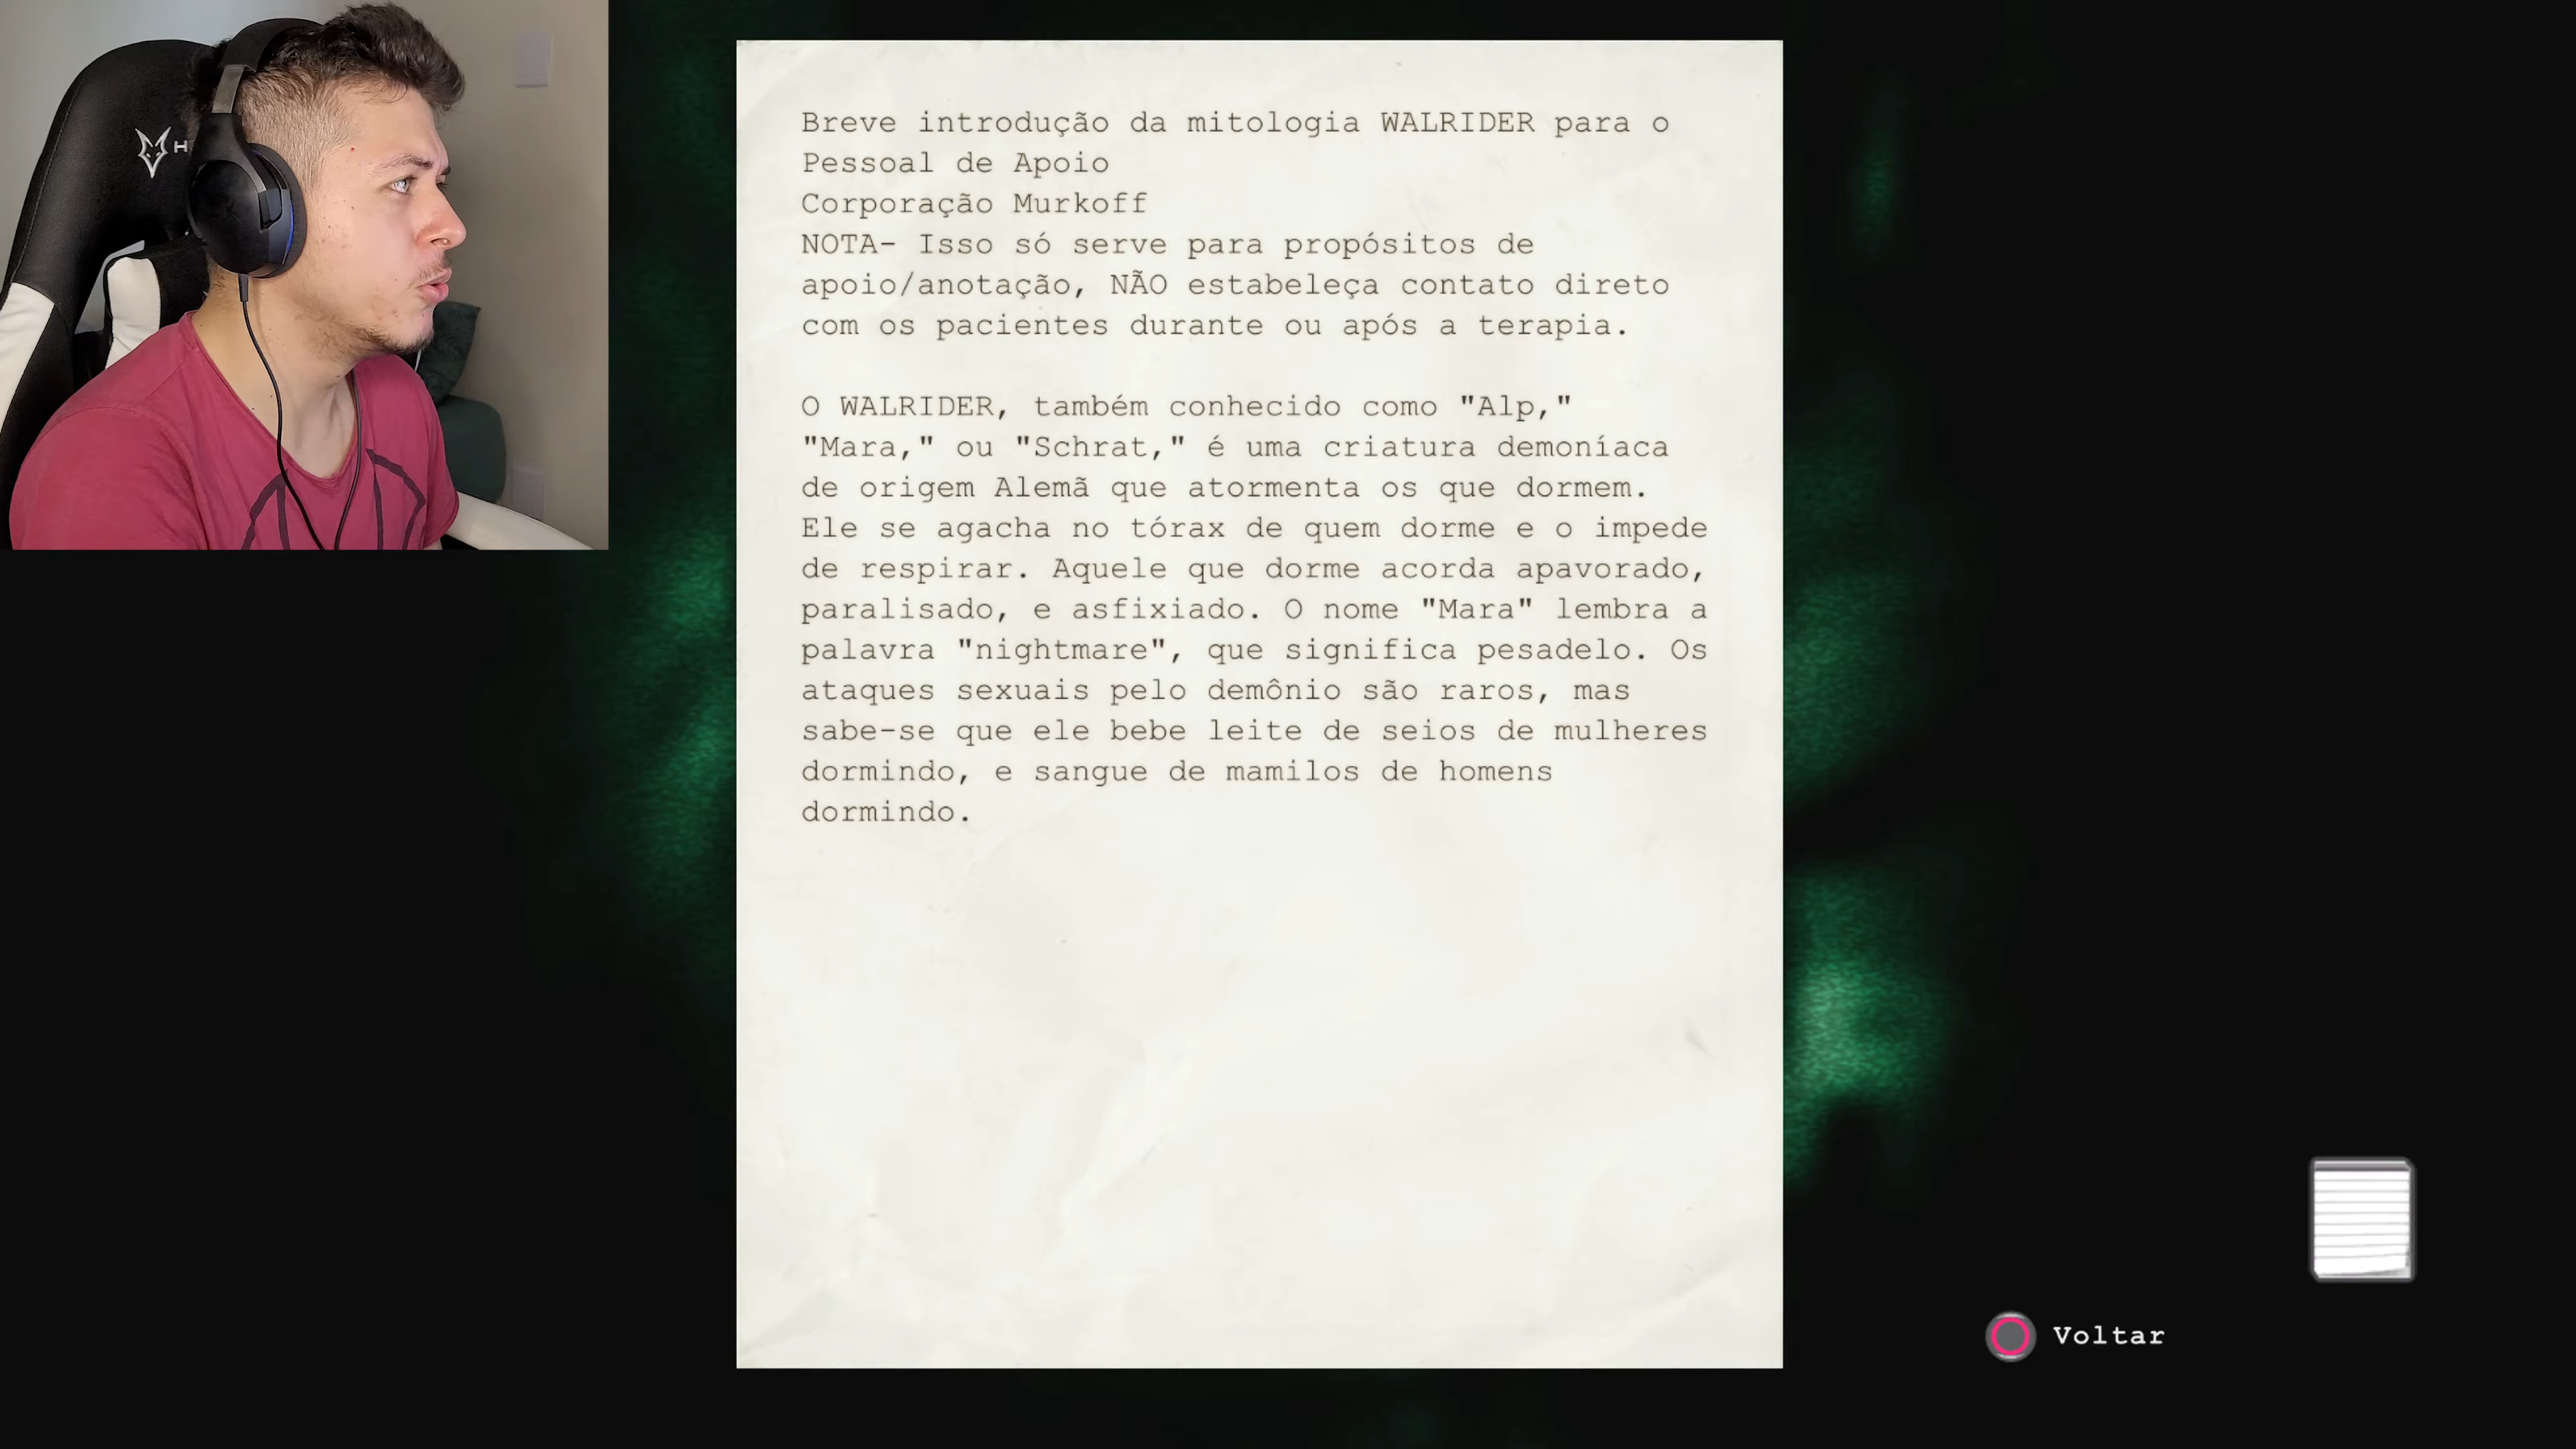 H
Breve introdução da mitologia WALRIDER para o
Pessoal de Apoio
Corporação Murkoff
NOTA- Isso só serve para propósitos de
apoio/anotação, NÃO estabeleça contato direto
com os pacientes durante ou após a terapia.
O WALRIDER, também conhecido como "Alp,"
"Mara," ou "Schrat," é uma criatura demoníaca
de origem Alemã que atormenta os que dormem.
Ele se agacha no tórax de quem dorme e o impede
de respirar. Aquele que dorme acorda apavorado,
paralisado, e asfixiado. O nome "Mara" lembra a
palavra "nightmare", que significa pesadelo. Os
ataques sexuais pelo demônio são raros, mas
sabe-se que ele bebe leite de seios de mulheres
dormindo, e sangue de mamilos de homens
dormindo.
Voltar